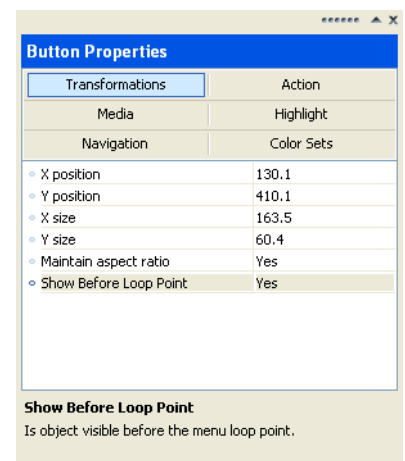 Button Properties
Transformations Action
Media Highlight
Navigation Color Sets
X position 130.1
Y position 410.1
X size 163.5
Y size 60.4
Maintain aspect ratio Yes
Show Before Loop Point Yes
Show Before Loop Point
Is object visible before the menu loop point.